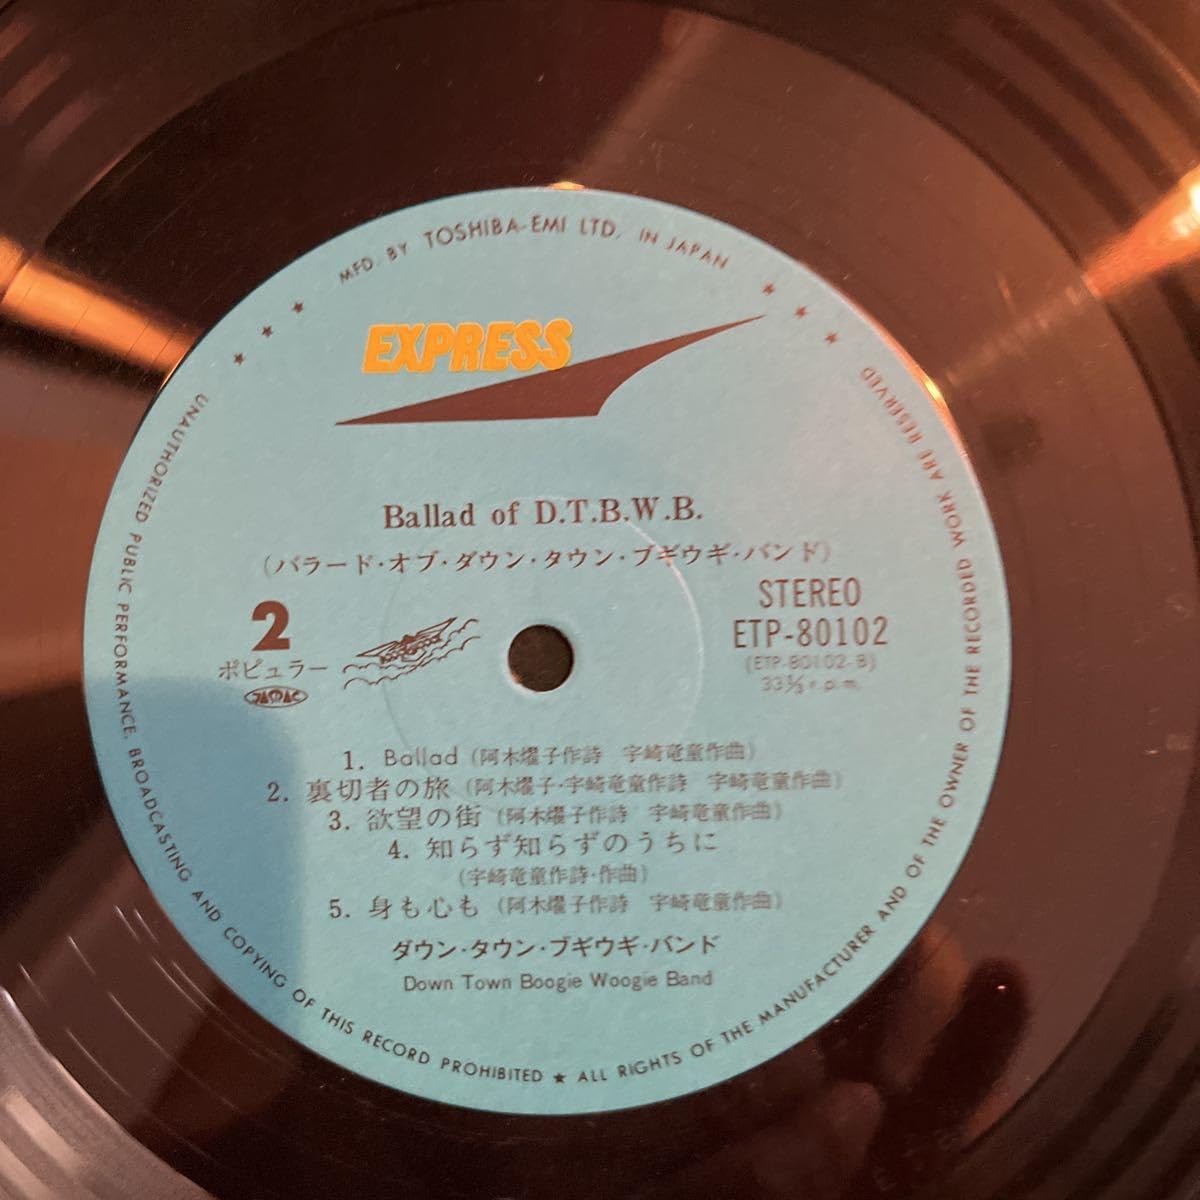 MFD. BY TOSHIBA-EMI LTD. IN JAPAN
EXPRESS
Ballad of D.T.B.W.B.
(バラード・オブ・ダウン・タウン・ブギウギ・バンド)
2
ポピュラー
STEREO
ETP-80102
(ETP-80102-B)
33⅓ r.p.m.
1. Ballad (阿木燿子作詩 宇崎竜童作曲)
2. 裏切者の旅 (阿木燿子・宇崎竜童作詩 宇崎竜童作曲)
3. 欲望の街 (阿木燿子作詩 宇崎竜童作曲)
4. 知らず知らずのうちに
(宇崎竜童作詩・作曲)
5. 身も心も (阿木燿子作詩 宇崎竜童作曲)
ダウン・タウン・ブギウギ・バンド
Down Town Boogie Woogie Band
UNAUTHORIZED PUBLIC PERFORMANCE, BROADCASTING AND COPYING OF THIS RECORD PROHIBITED ★ ALL RIGHTS OF THE MANUFACTURER AND OF THE OWNER OF THE RECORDED WORK ARE RESERVED